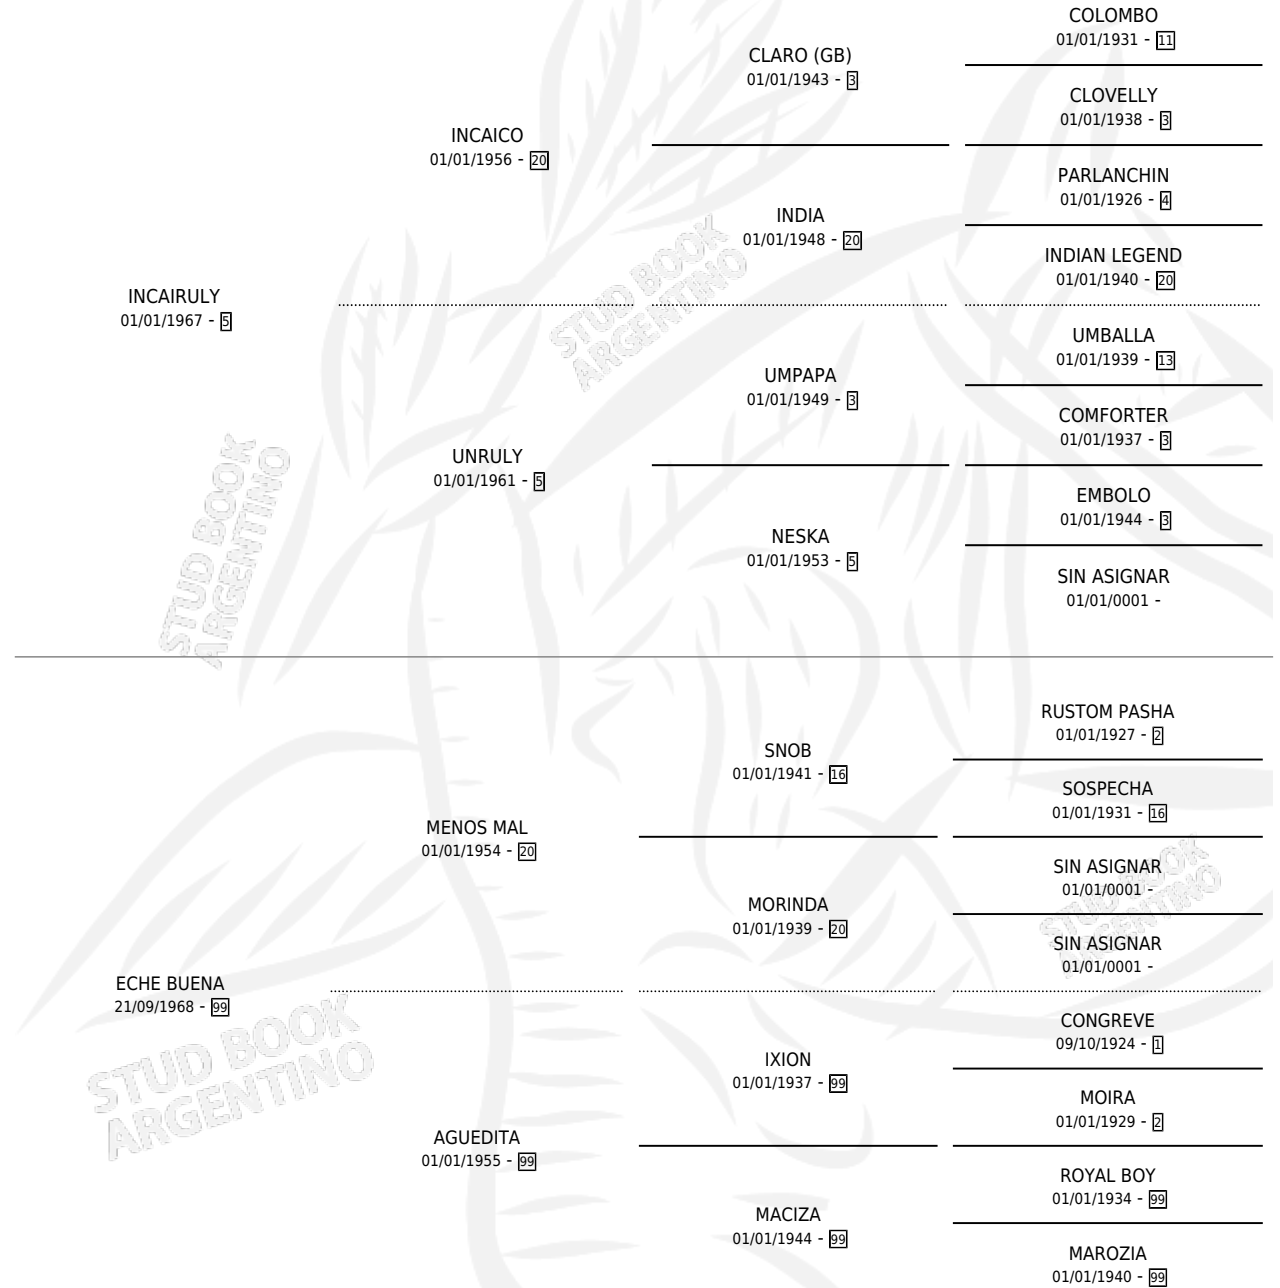 COLOMBO
01/01/1931 - 11
CLARO (GB)
01/01/1943 - 3
CLOVELLY
01/01/1938 - 3
INCAICO
01/01/1956 - 20
PARLANCHIN
01/01/1926 - 4
INDIA
01/01/1948 - 20
INDIAN LEGEND
01/01/1940 - 20
INCAIRULY
01/01/1967 - 5
UMBALLA
01/01/1939 - 13
UMPAPA
01/01/1949 - 3
COMFORTER
01/01/1937 - 3
UNRULY
01/01/1961 - 5
EMBOLO
01/01/1944 - 3
NESKA
01/01/1953 - 5
SIN ASIGNAR
01/01/0001 -
RUSTOM PASHA
01/01/1927 - 2
SNOB
01/01/1941 - 16
SOSPECHA
01/01/1931 - 16
MENOS MAL
01/01/1954 - 20
SIN ASIGNAR
01/01/0001 -
MORINDA
01/01/1939 - 20
SIN ASIGNAR
01/01/0001 -
ECHE BUENA
21/09/1968 - 99
CONGREVE
09/10/1924 - 1
IXION
01/01/1937 - 99
MOIRA
01/01/1929 - 2
AGUEDITA
01/01/1955 - 99
ROYAL BOY
01/01/1934 - 99
MACIZA
01/01/1944 - 99
MAROZIA
01/01/1940 - 99
STUD BOOK
ARGENTINO
STUD BOOK
ARGENTINO
STUD BOOK
ARGENTINO
STUD BOOK
ARGENTINO